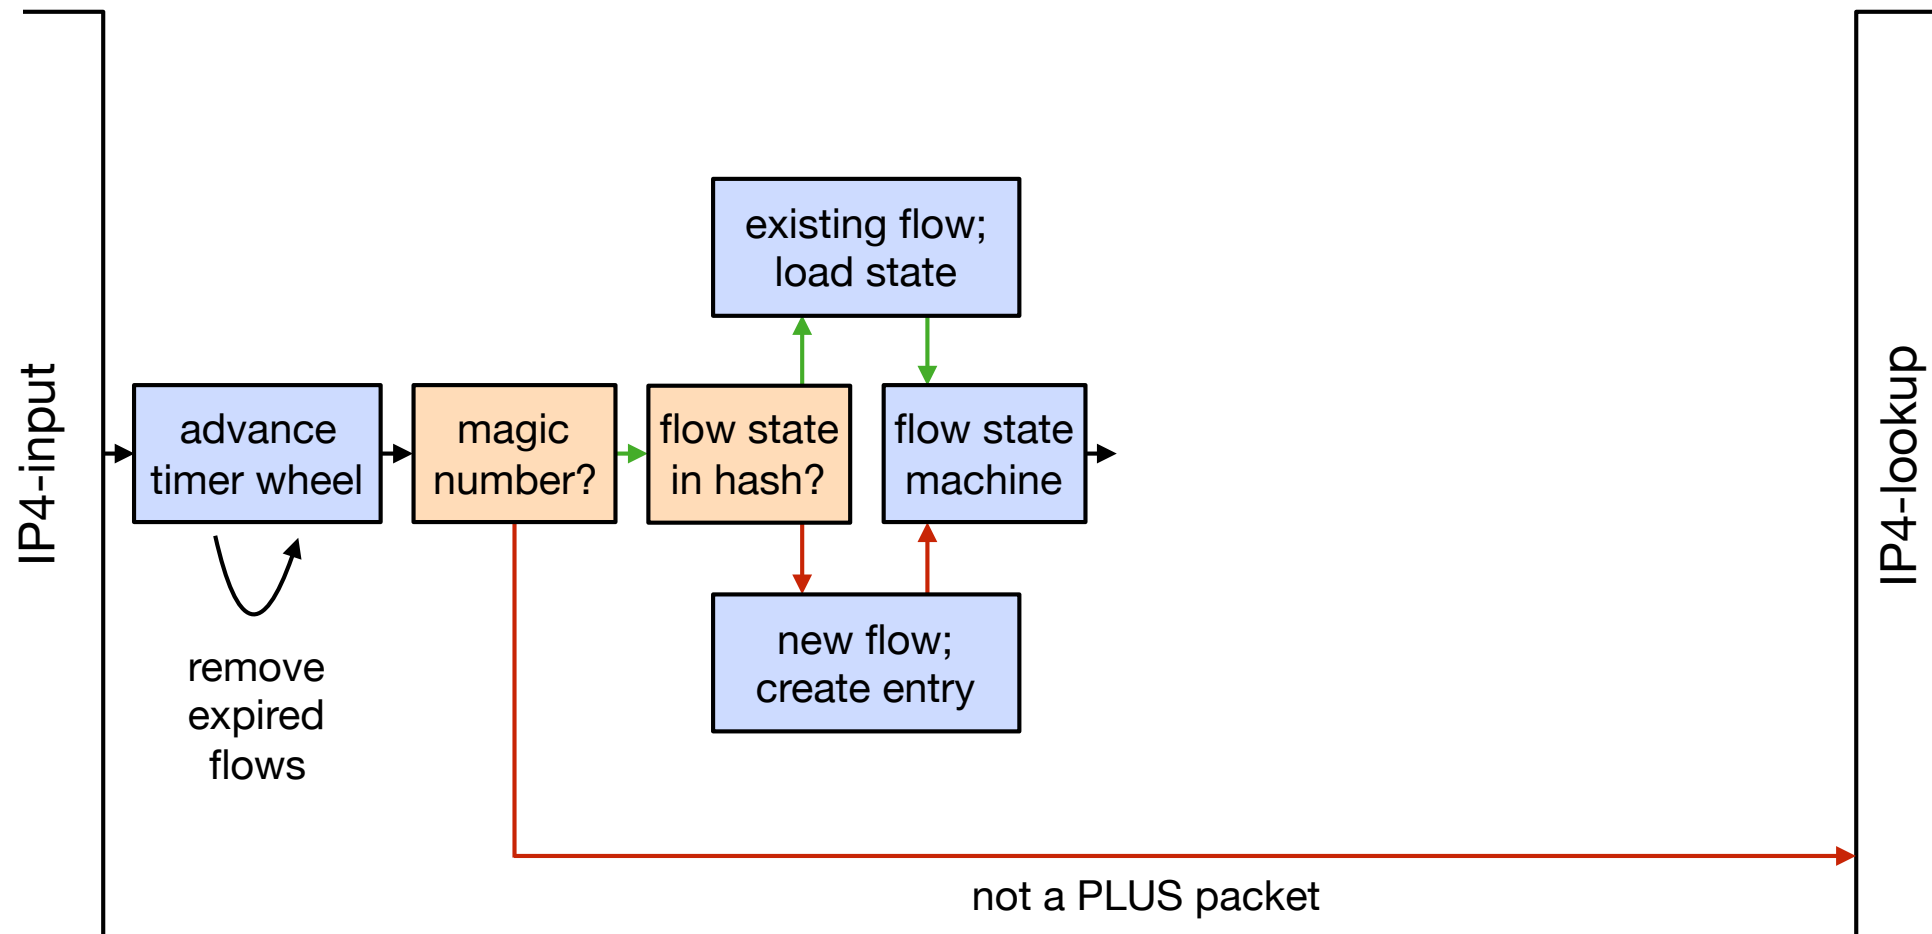 IP4-input
advance
timer wheel
remove
expired
flows
magic
number?
flow state
in hash?
existing flow;
load state
new flow;
create entry
flow state
machine
not a PLUS packet
IP4-lookup